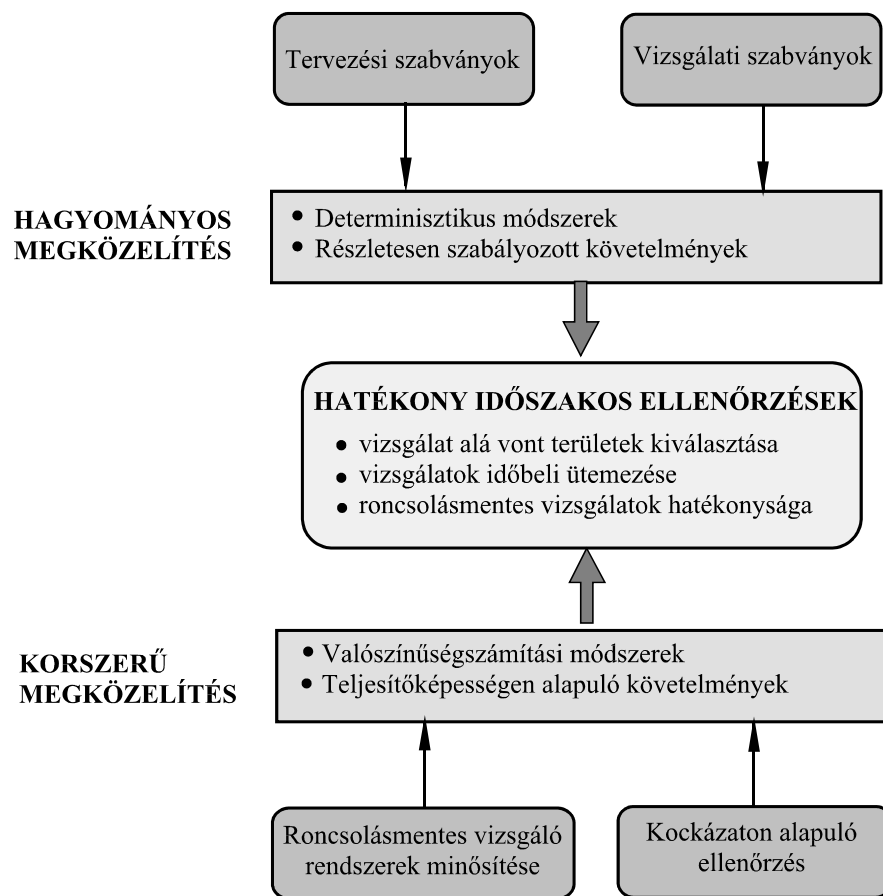 Tervezési szabványok
Vizsgálati szabványok
HAGYOMÁNYOS
MEGKÖZELÍTÉS
• Determinisztikus módszerek
• Részletesen szabályozott követelmények
HATÉKONY IDŐSZAKOS ELLENŐRZÉSEK
• vizsgálat alá vont területek kiválasztása
• vizsgálatok időbeli ütemezése
• roncsolásmentes vizsgálatok hatékonysága
KORSZERŰ
MEGKÖZELÍTÉS
• Valószínűségszámítási módszerek
• Teljesítőképességen alapuló követelmények
Roncsolásmentes vizsgáló
rendszerek minősítése
Kockázaton alapuló
ellenőrzés